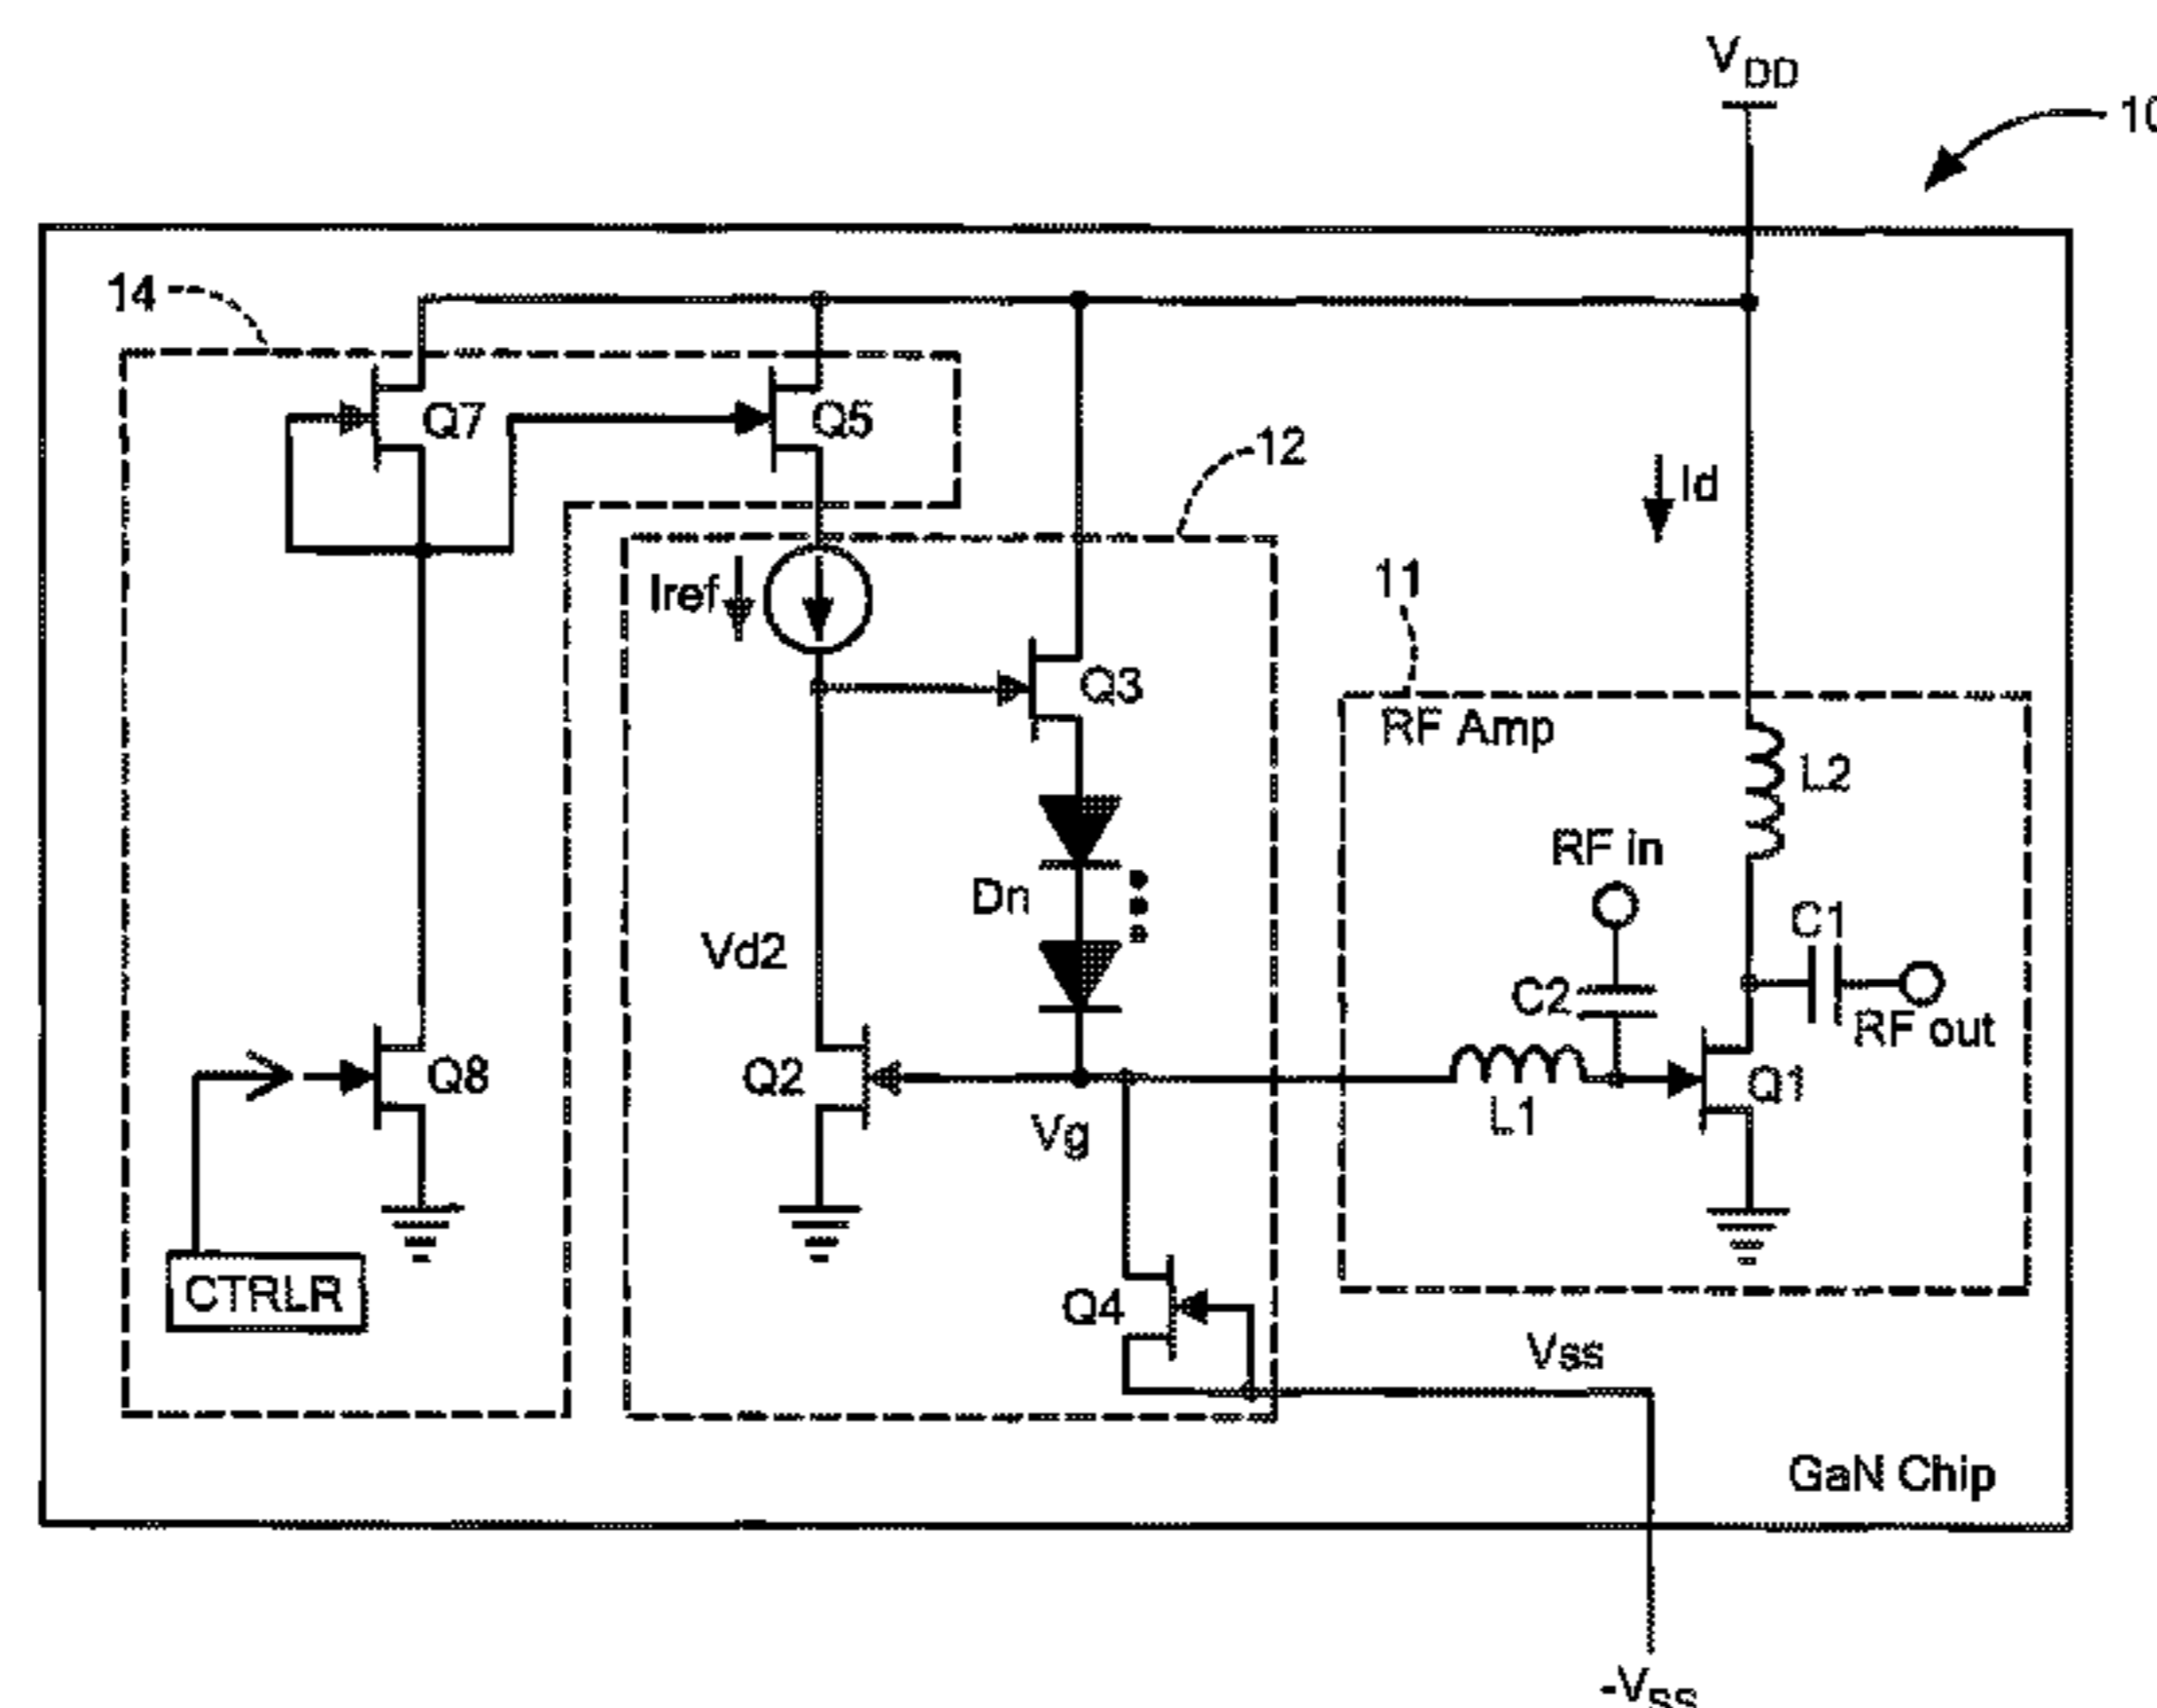 VDD
10
14
Q7
Q5
12
Id
Iref
11
Q3
RF Amp
L2
RF in
Dn
C1
Vd2
C2
RF out
Q8
Q2
Q1
L1
Vg
CTRLR
Q4
Vss
GaN Chip
-VSS